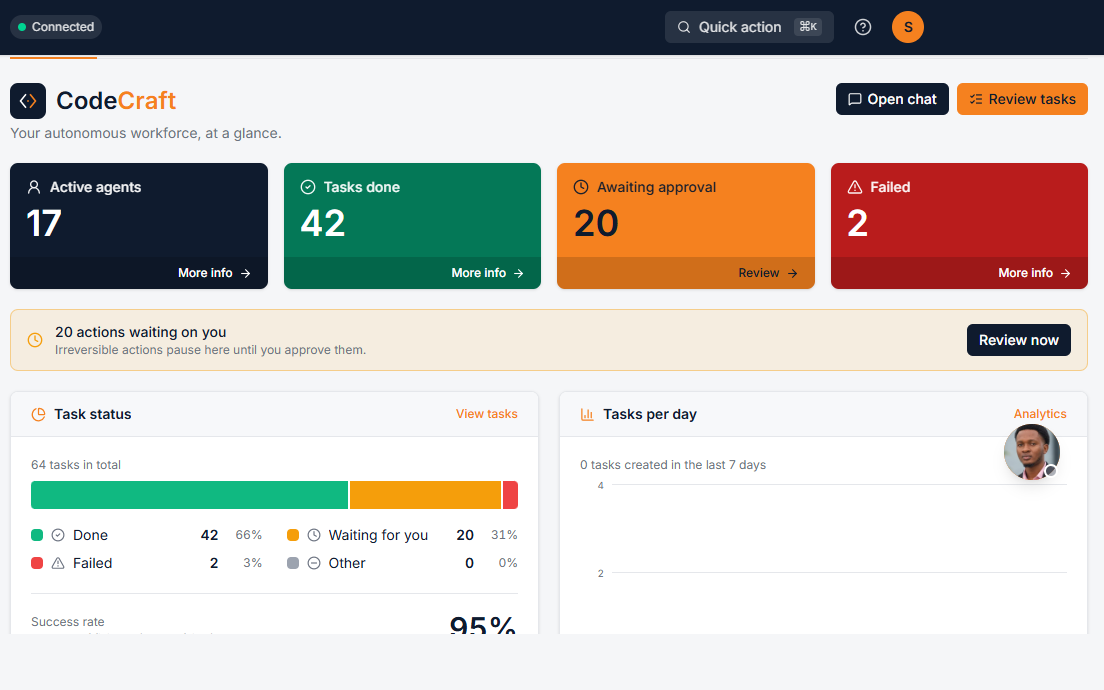 Connected
Quick action ⌘K
S
CodeCraft
Your autonomous workforce, at a glance.
Open chat
Review tasks
Active agents
17
More info →
Tasks done
42
More info →
Awaiting approval
20
Review →
Failed
2
More info →
20 actions waiting on you
Irreversible actions pause here until you approve them.
Review now
Task status
View tasks
64 tasks in total
Done 42 66%
Waiting for you 20 31%
Failed 2 3%
Other 0 0%
Success rate
95%
Tasks per day
Analytics
0 tasks created in the last 7 days
4
2